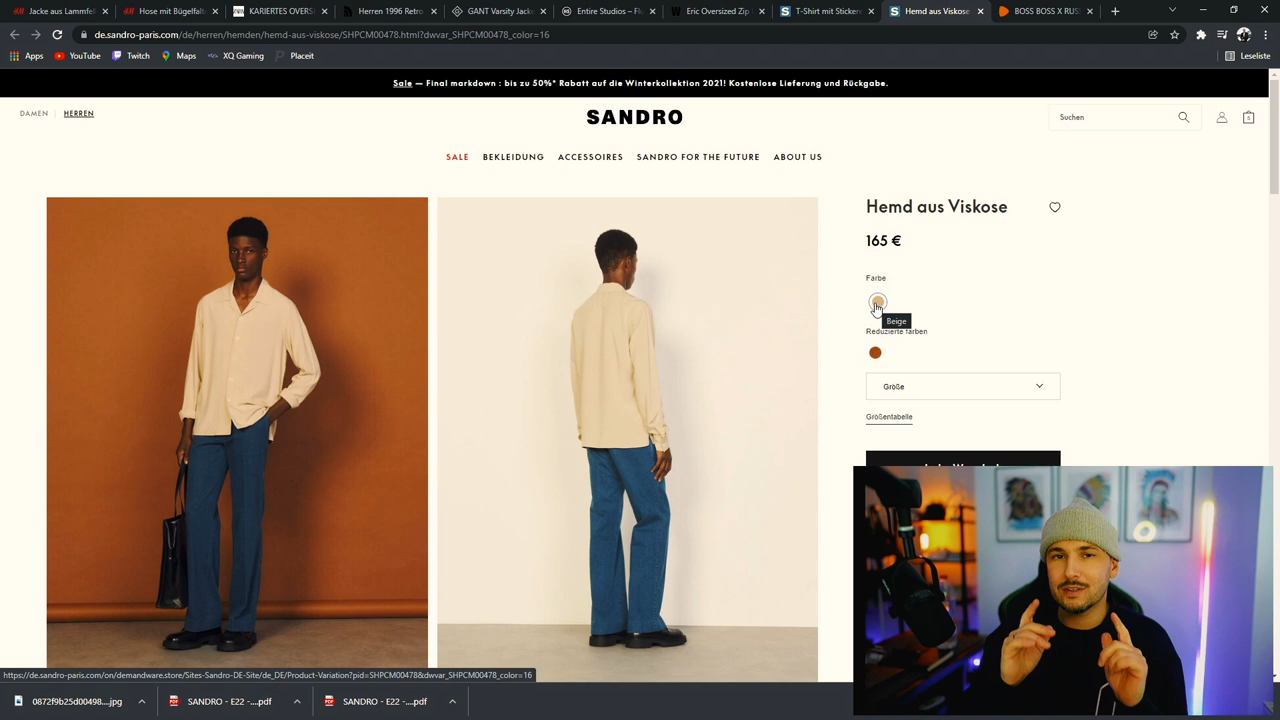 Jacke aus Pade
Hose mit Bügelfalte
KARIERTES OVERS
Herren 1996 Retro
GANT Varsity Jack
Entire Studios – F
Eric Oversized Zip
T-Shirt mit Sticker
Hemd aus Viskose
BOSS BOSS X RUS
de.sandro-paris.com/de/herren/hemden/hemd-aus-viskose/SHPCM00478.html?dwvar_SHPCM00478_color=16
Apps
YouTube
Twitch
Maps
XQ Gaming
Placeit
Leseliste
Sale — Final markdown : bis zu 50%* Rabatt auf die Winterkollektion 2021! Kostenlose Lieferung und Rückgabe.
DAMEN | HERREN
SANDRO
Suchen
SALE BEKLEIDUNG ACCESSOIRES SANDRO FOR THE FUTURE ABOUT US
Hemd aus Viskose
165 €
Farbe
Beige
Reduzierte farben
Größe
Größentabelle
https://de.sandro-paris.com/on/demandware.store/Sites-Sandro-DE-Site/de_DE/Product-Variation?pid=SHPCM00478&dwvar_SHPCM00478_color=16
0872f9b25d00498....jpg
SANDRO - E22 -....pdf
SANDRO - E22 -....pdf